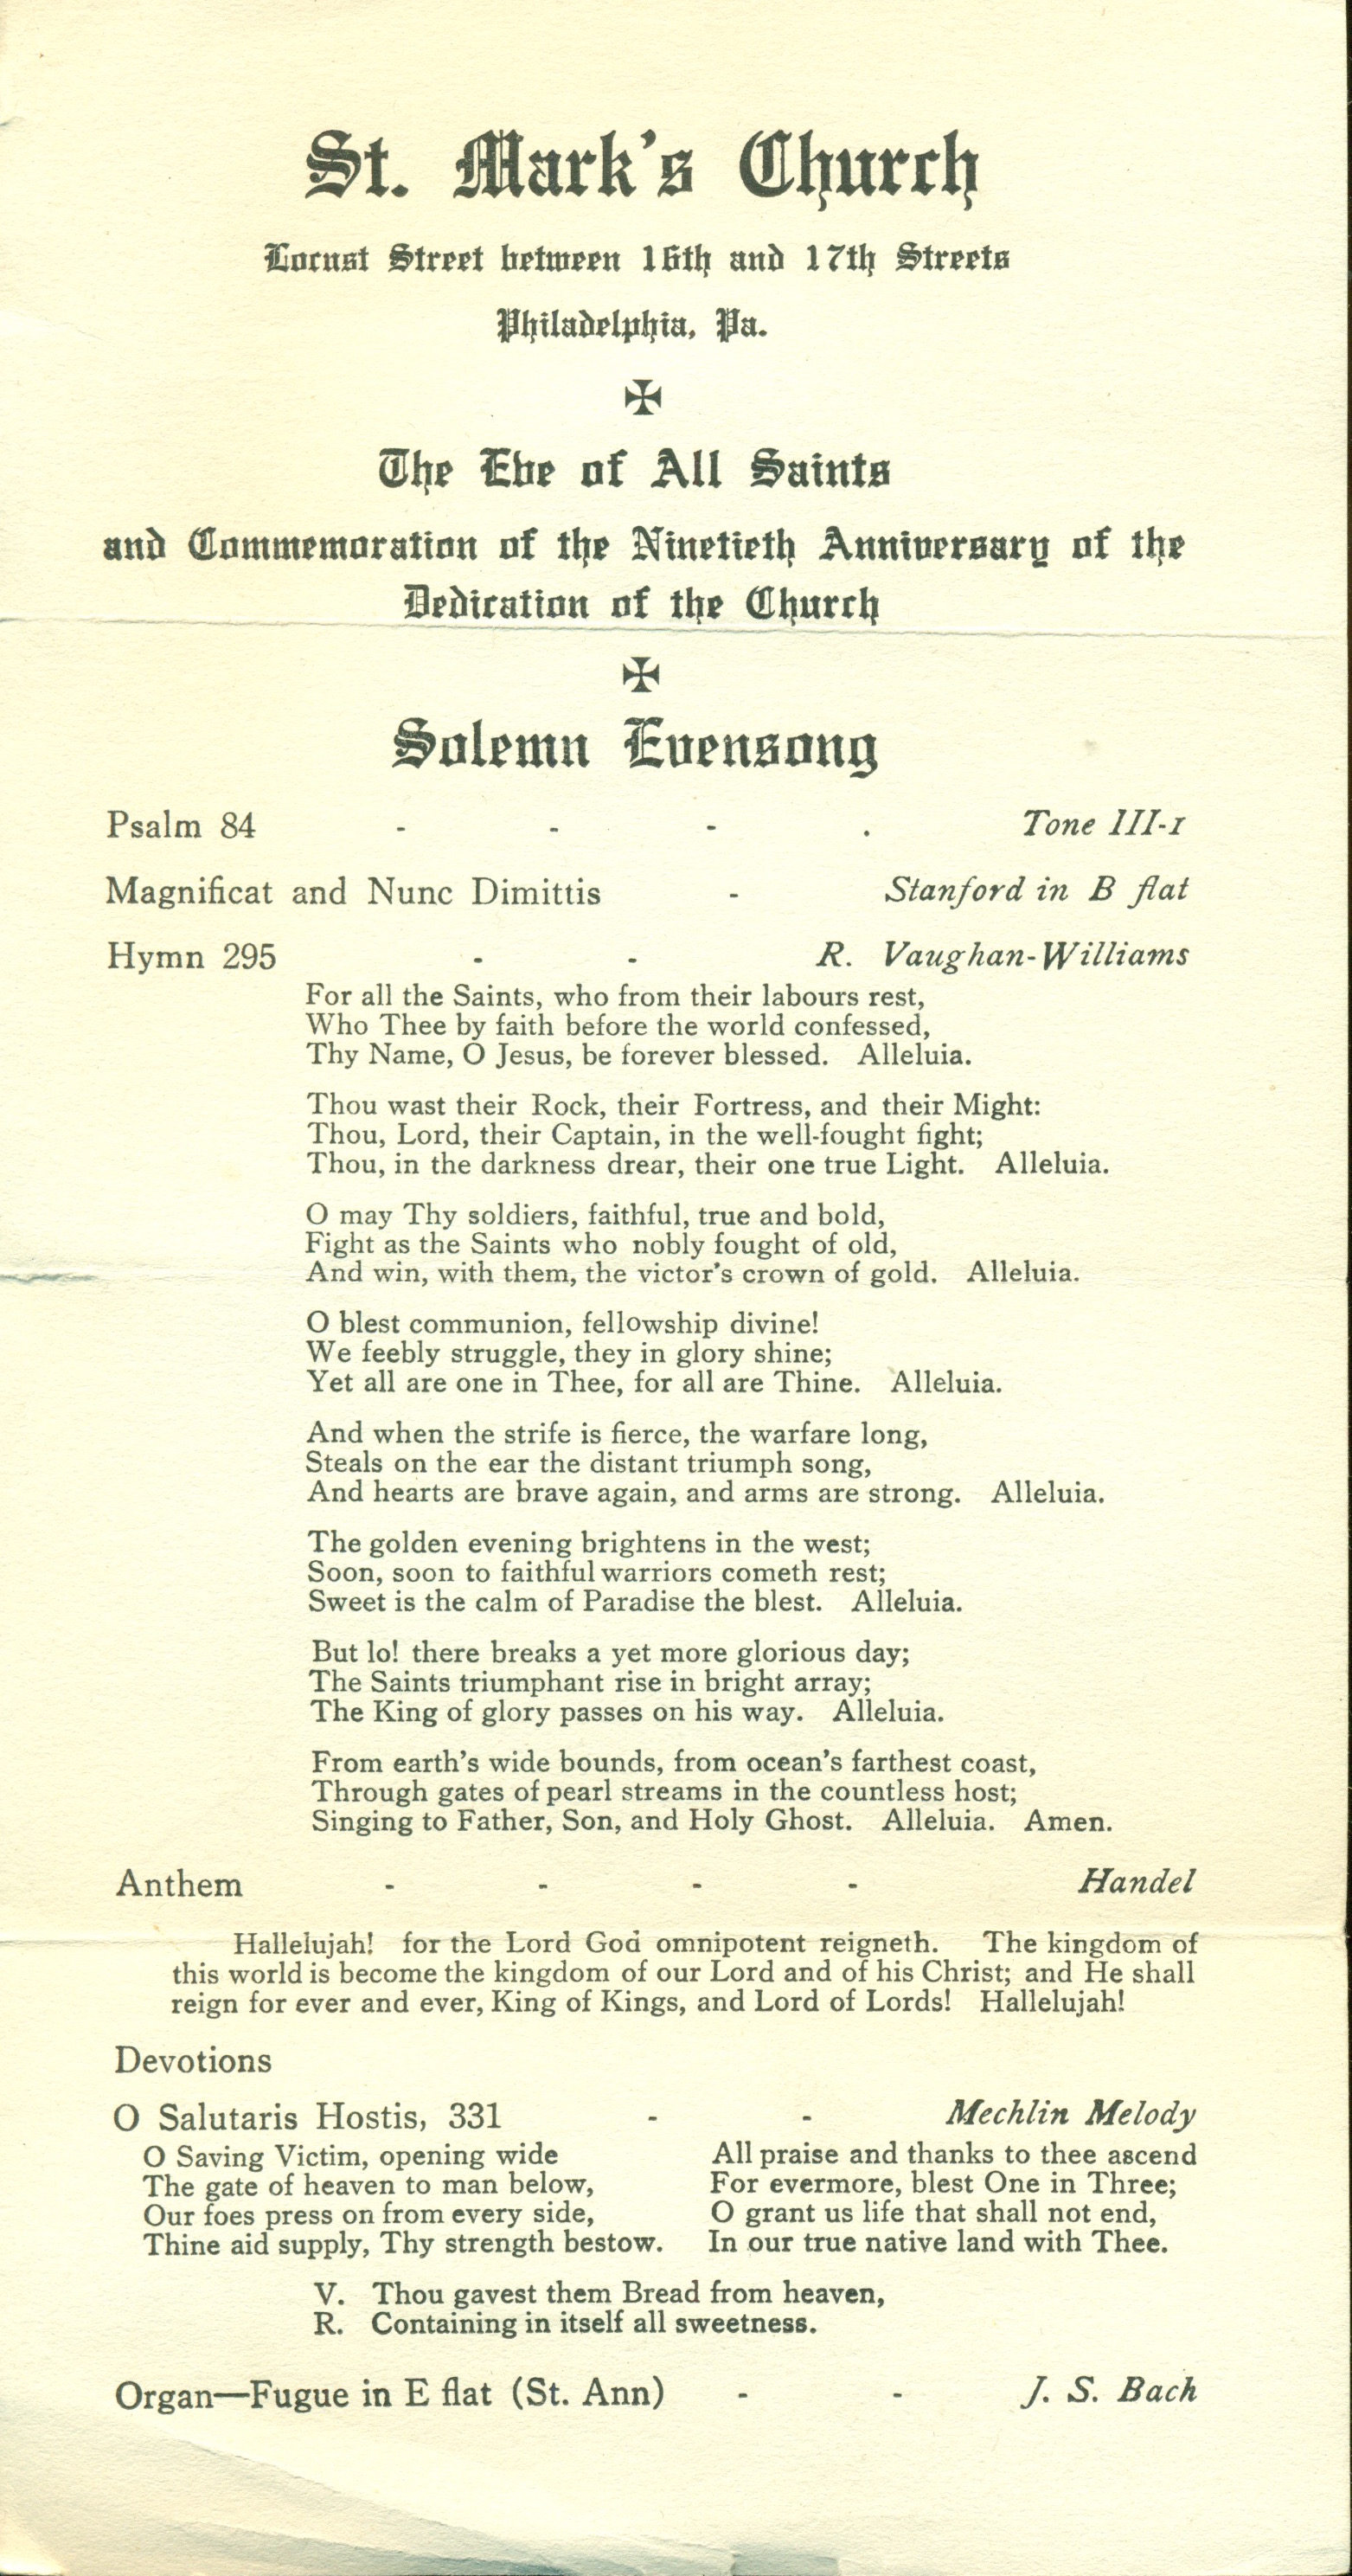 St. Mark's Church
Locust Street between 16th and 17th Streets
Philadelphia, Pa.
✠
The Eve of All Saints
and Commemoration of the Ninetieth Anniversary of the
Dedication of the Church
✠
Solemn Evensong
Psalm 84 - - - . Tone III-1
Magnificat and Nunc Dimittis - Stanford in B flat
Hymn 295 - - R. Vaughan-Williams
For all the Saints, who from their labours rest,
Who Thee by faith before the world confessed,
Thy Name, O Jesus, be forever blessed. Alleluia.
Thou wast their Rock, their Fortress, and their Might:
Thou, Lord, their Captain, in the well-fought fight;
Thou, in the darkness drear, their one true Light. Alleluia.
O may Thy soldiers, faithful, true and bold,
Fight as the Saints who nobly fought of old,
And win, with them, the victor's crown of gold. Alleluia.
O blest communion, fellowship divine!
We feebly struggle, they in glory shine;
Yet all are one in Thee, for all are Thine. Alleluia.
And when the strife is fierce, the warfare long,
Steals on the ear the distant triumph song,
And hearts are brave again, and arms are strong. Alleluia.
The golden evening brightens in the west;
Soon, soon to faithful warriors cometh rest;
Sweet is the calm of Paradise the blest. Alleluia.
But lo! there breaks a yet more glorious day;
The Saints triumphant rise in bright array;
The King of glory passes on his way. Alleluia.
From earth's wide bounds, from ocean's farthest coast,
Through gates of pearl streams in the countless host;
Singing to Father, Son, and Holy Ghost. Alleluia. Amen.
Anthem - - - - Handel
Hallelujah! for the Lord God omnipotent reigneth. The kingdom of
this world is become the kingdom of our Lord and of his Christ; and He shall
reign for ever and ever, King of Kings, and Lord of Lords! Hallelujah!
Devotions
O Salutaris Hostis, 331 - - Mechlin Melody
O Saving Victim, opening wide
The gate of heaven to man below,
Our foes press on from every side,
Thine aid supply, Thy strength bestow.
All praise and thanks to thee ascend
For evermore, blest One in Three;
O grant us life that shall not end,
In our true native land with Thee.
V. Thou gavest them Bread from heaven,
R. Containing in itself all sweetness.
Organ—Fugue in E flat (St. Ann) - - J. S. Bach